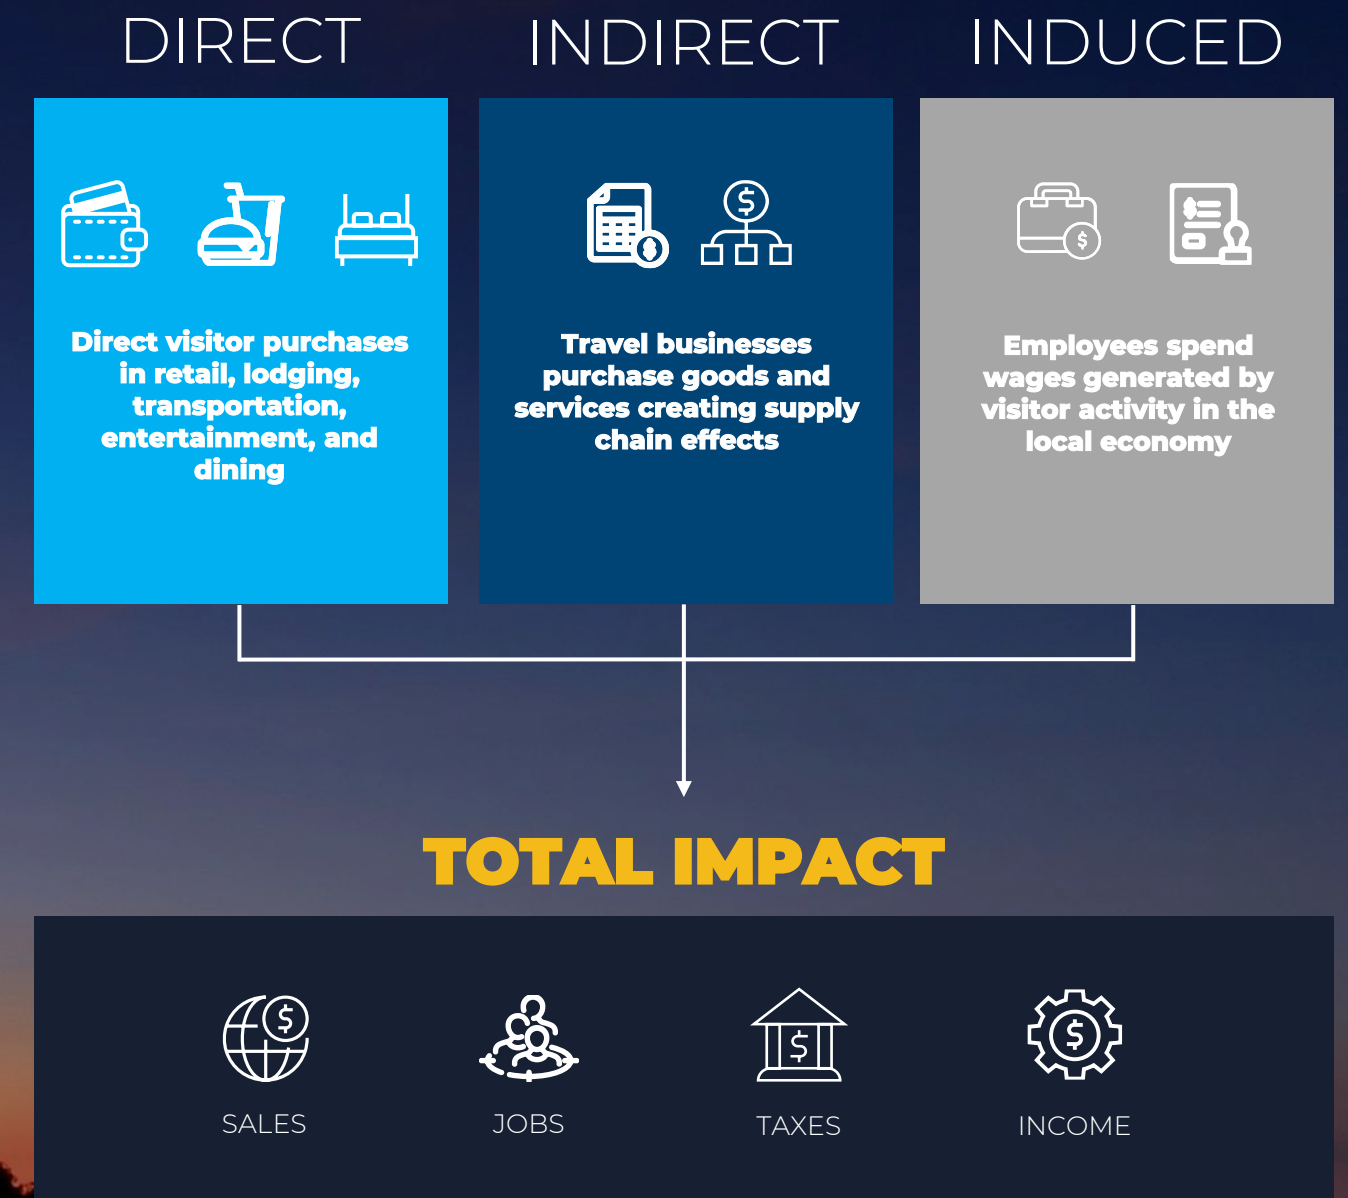 DIRECT
INDIRECT
INDUCED
Direct visitor purchases
in retail, lodging,
transportation,
entertainment, and
dining
Travel businesses
purchase goods and
services creating supply
chain effects
Employees spend
wages generated by
visitor activity in the
local economy
TOTAL IMPACT
SALES
JOBS
TAXES
INCOME